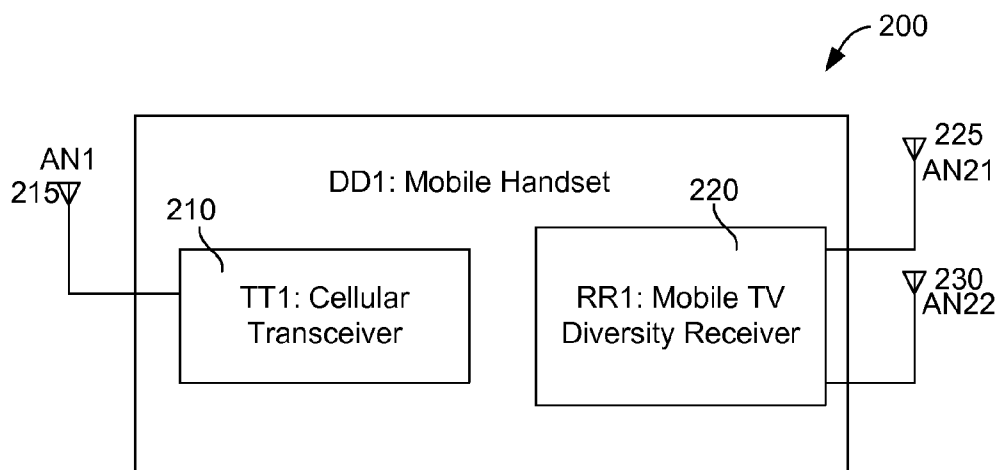 200
AN1
215
DD1: Mobile Handset
225
AN21
210
220
TT1: Cellular
Transceiver
RR1: Mobile TV
Diversity Receiver
230
AN22